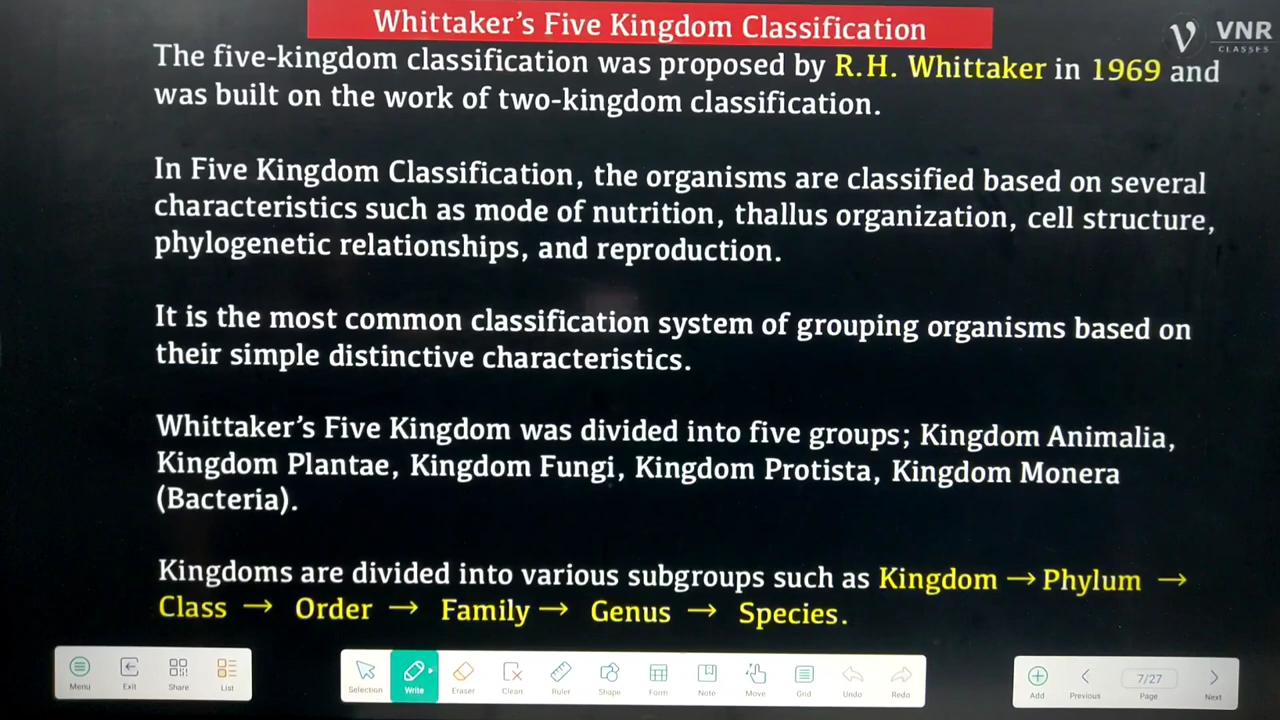 Whittaker's Five Kingdom Classification
VNR
CLASSES
The five-kingdom classification was proposed by R.H. Whittaker in 1969 and
was built on the work of two-kingdom classification.
In Five Kingdom Classification, the organisms are classified based on several
characteristics such as mode of nutrition, thallus organization, cell structure,
phylogenetic relationships, and reproduction.
It is the most common classification system of grouping organisms based on
their simple distinctive characteristics.
Whittaker's Five Kingdom was divided into five groups; Kingdom Animalia,
Kingdom Plantae, Kingdom Fungi, Kingdom Protista, Kingdom Monera
(Bacteria).
Kingdoms are divided into various subgroups such as Kingdom → Phylum →
Class → Order → Family → Genus → Species.
Menu Exit Share List Selection Write Eraser Clean Ruler Shape Form Note Move Grid Undo Redo Add Previous 7/27 Page Next